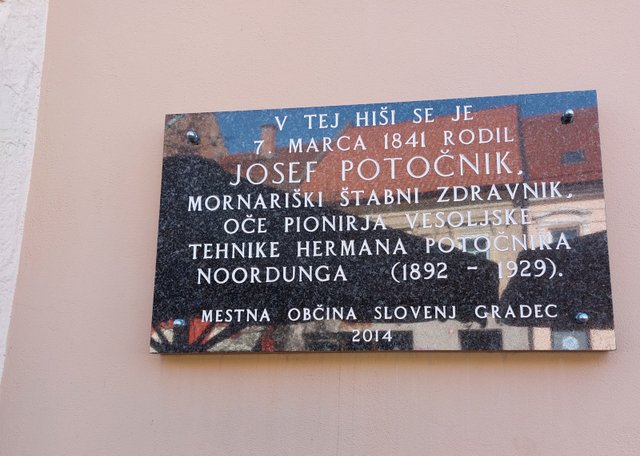 V TEJ HIŠI SE JE
7. MARCA 1841 RODIL
JOSEF POTOČNIK,
MORNARIŠKI ŠTABNI ZDRAVNIK,
OČE PIONIRJA VESOLJSKE
TEHNIKE HERMANA POTOČNIKA
NOORDUNGA (1892 - 1929).
MESTNA OBČINA SLOVENJ GRADEC
2014